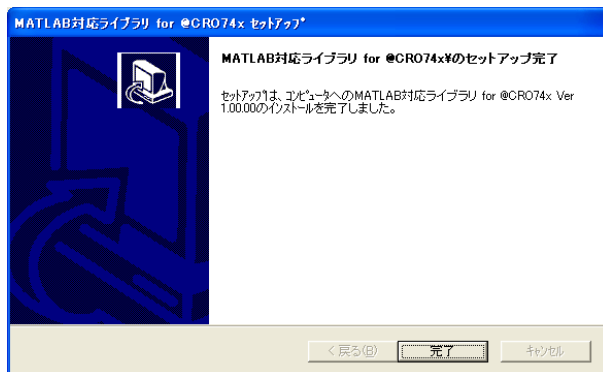 MATLAB対応ライブラリ for @CRO74x ｾｯﾄｱｯﾌﾟ
MATLAB対応ライブラリ for @CRO74x¥のセットアップ完了
ｾｯﾄｱｯﾌﾟは、ｺﾝﾋﾟｭｰﾀへのMATLAB対応ライブラリ for @CRO74x Ver
1.00.00のｲﾝｽﾄｰﾙを完了しました。
< 戻る(B)
完了
ｷｬﾝｾﾙ